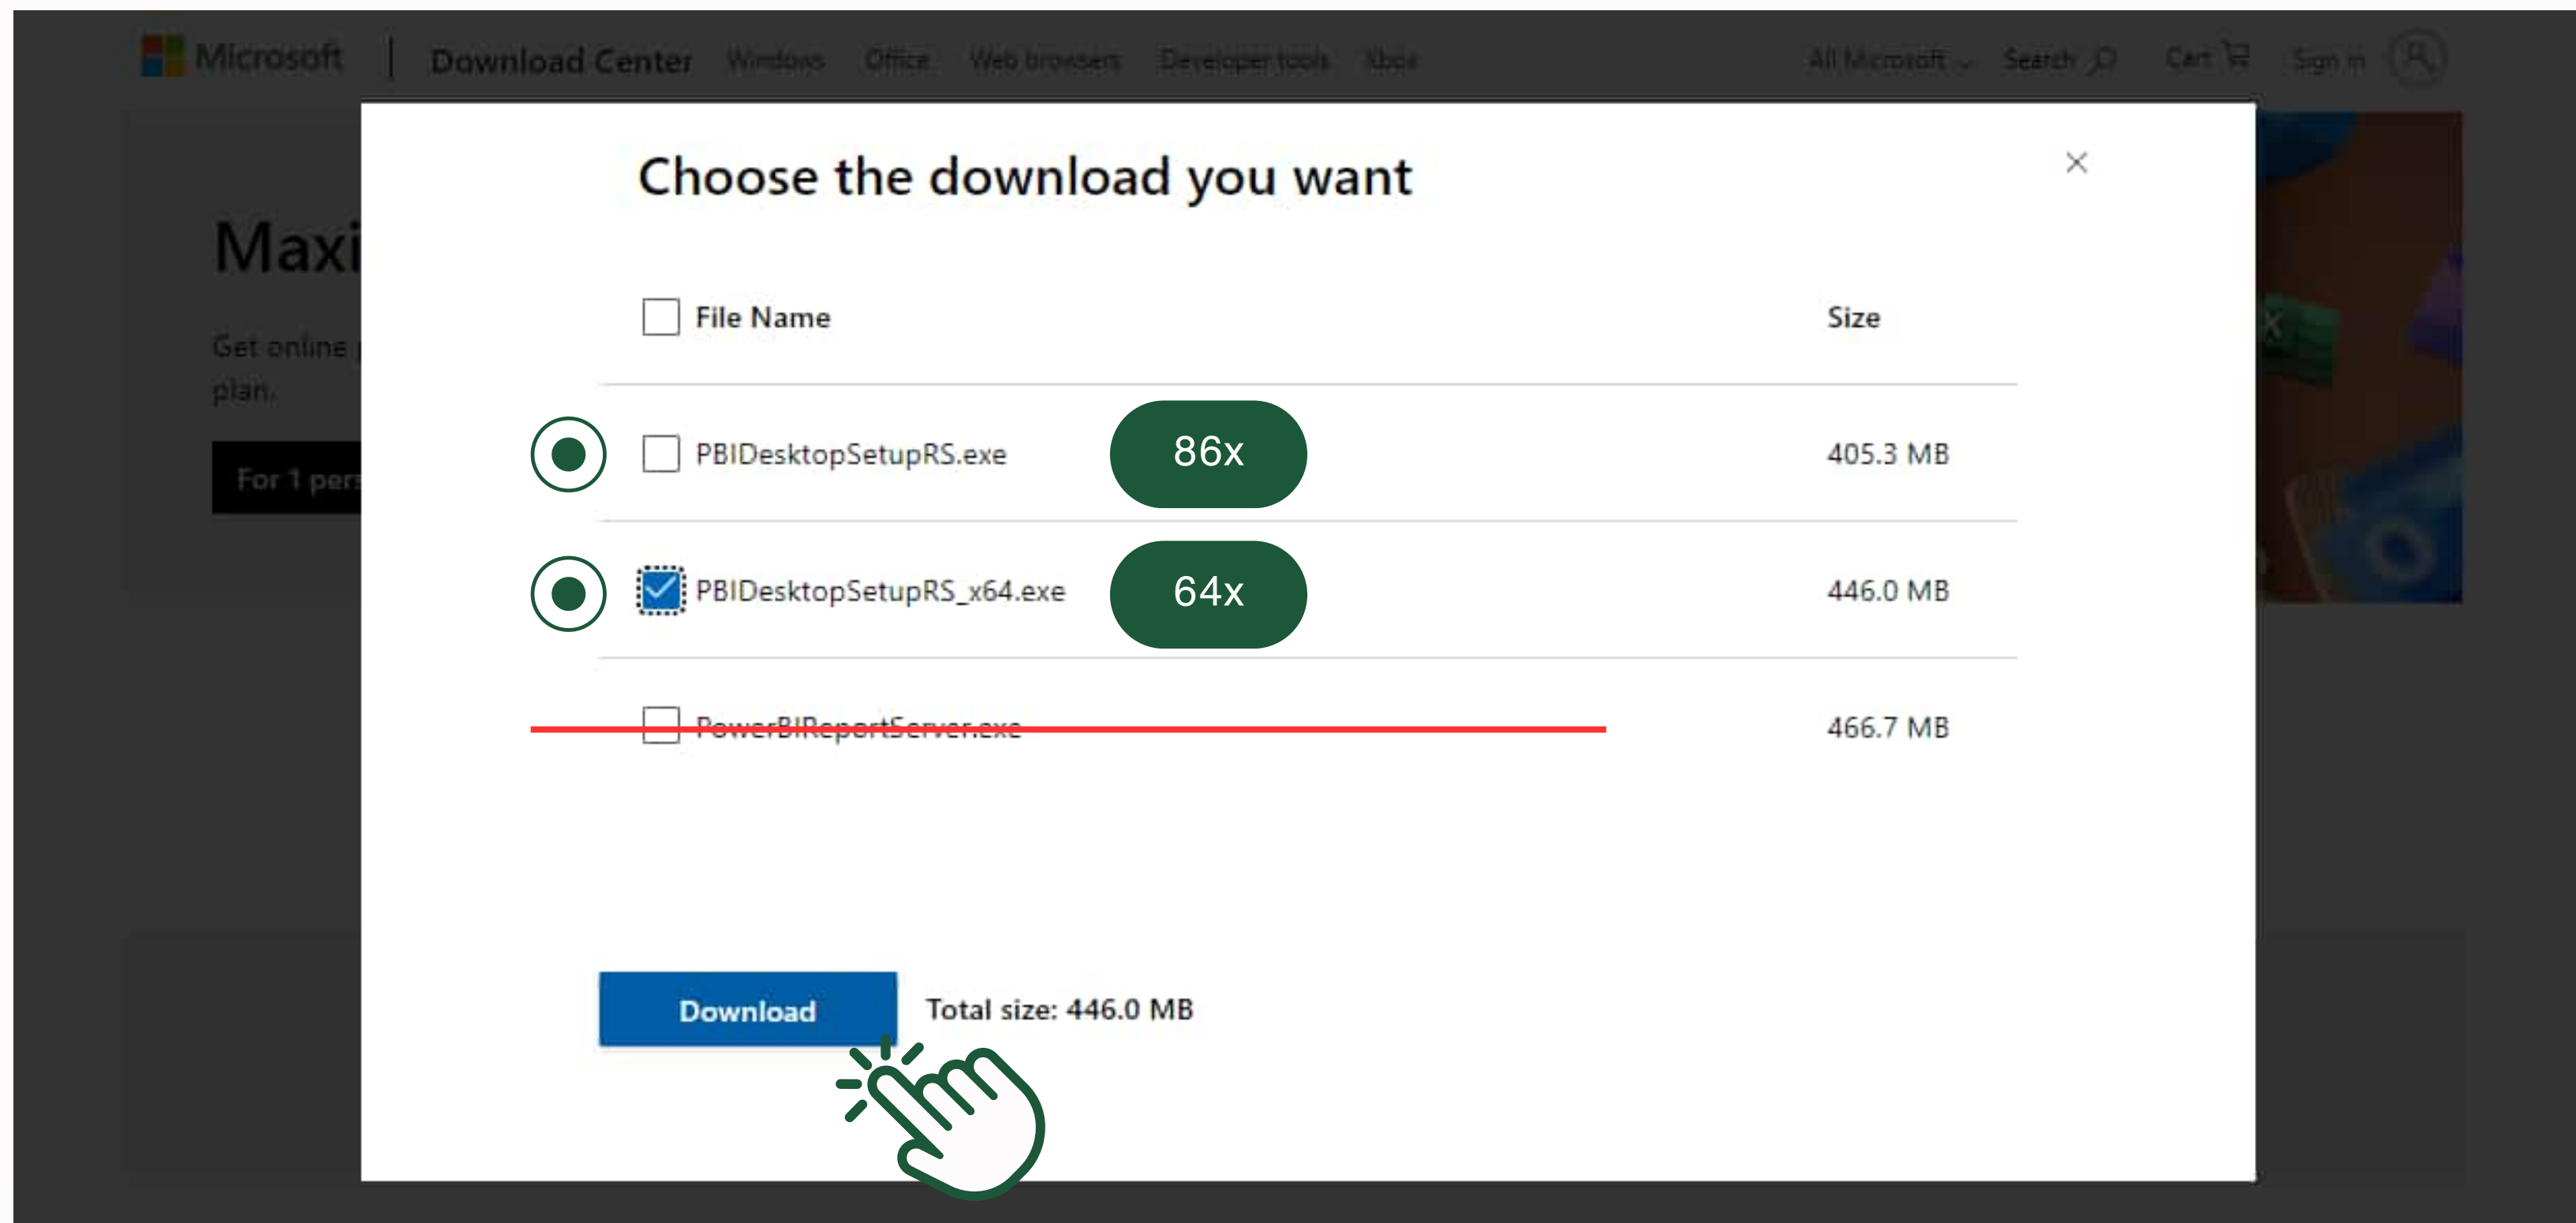 Microsoft | Download Center Windows Office Web browsers Developer tools Xbox All Microsoft Search Cart Sign in
Choose the download you want
Maxi
File Name Size
Get online
plan.
PBIDesktopSetupRS.exe 86x 405.3 MB
For 1 pers
PBIDesktopSetupRS_x64.exe 64x 446.0 MB
PowerBIReportServer.exe 466.7 MB
Download Total size: 446.0 MB